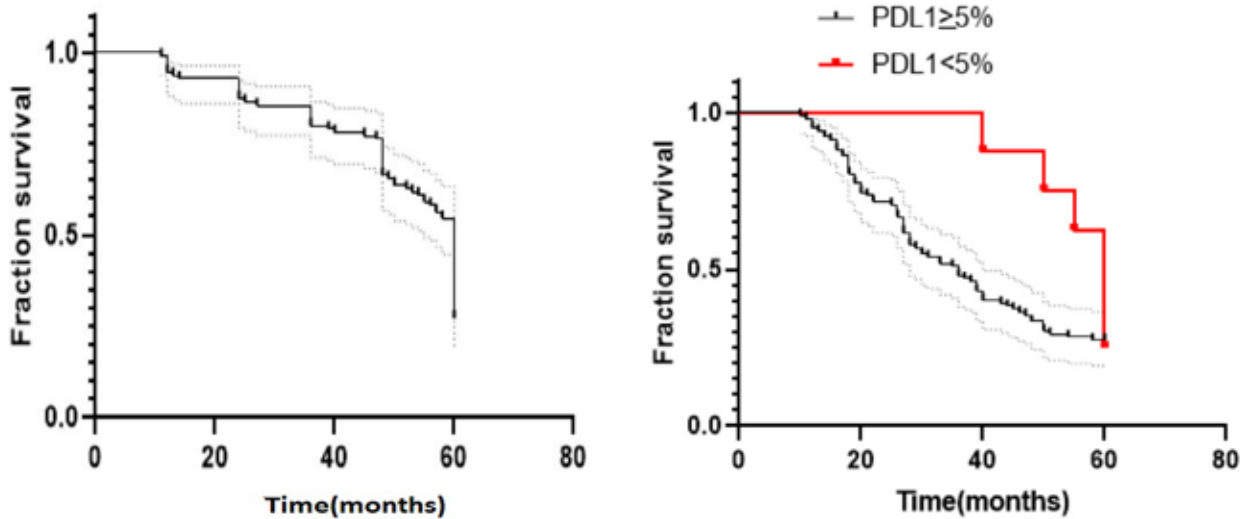 1.0
0.5
0.0
Fraction survival
0 20 40 60 80
Time(months)
PDL1≥5%
PDL1<5%
1.0
0.5
0.0
Fraction survival
0 20 40 60 80
Time(months)